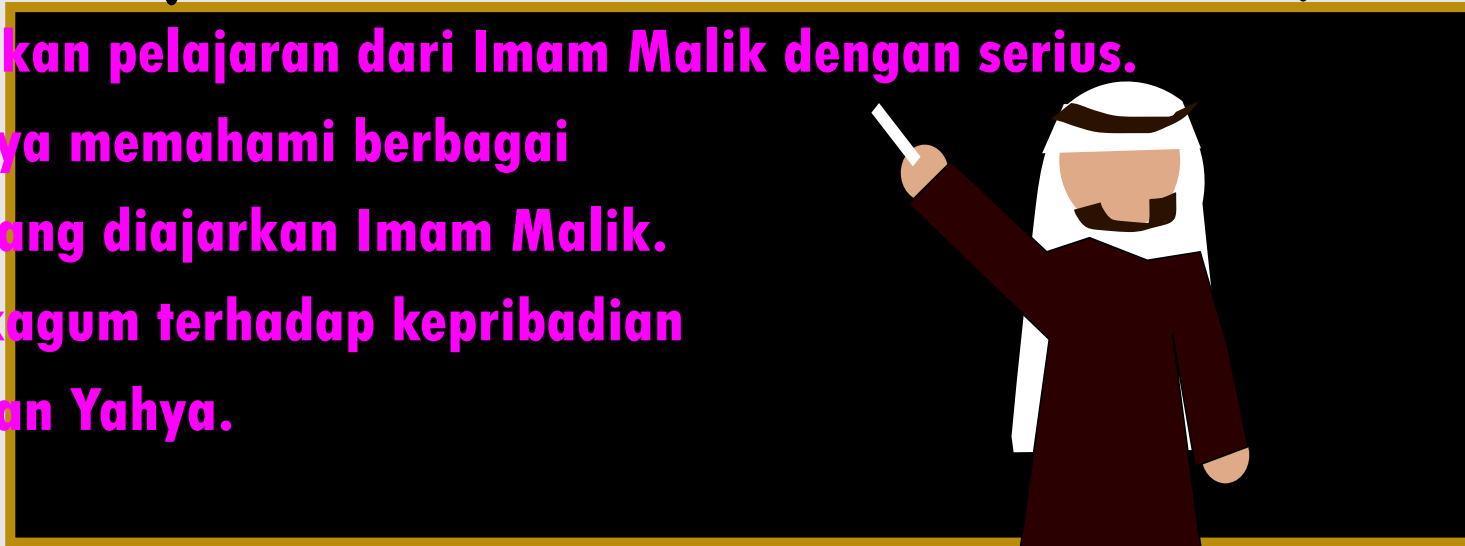 kan pelajaran dari Imam Malik dengan serius.
ya memahami berbagai
ang diajarkan Imam Malik.
kagum terhadap kepribadian
an Yahya.